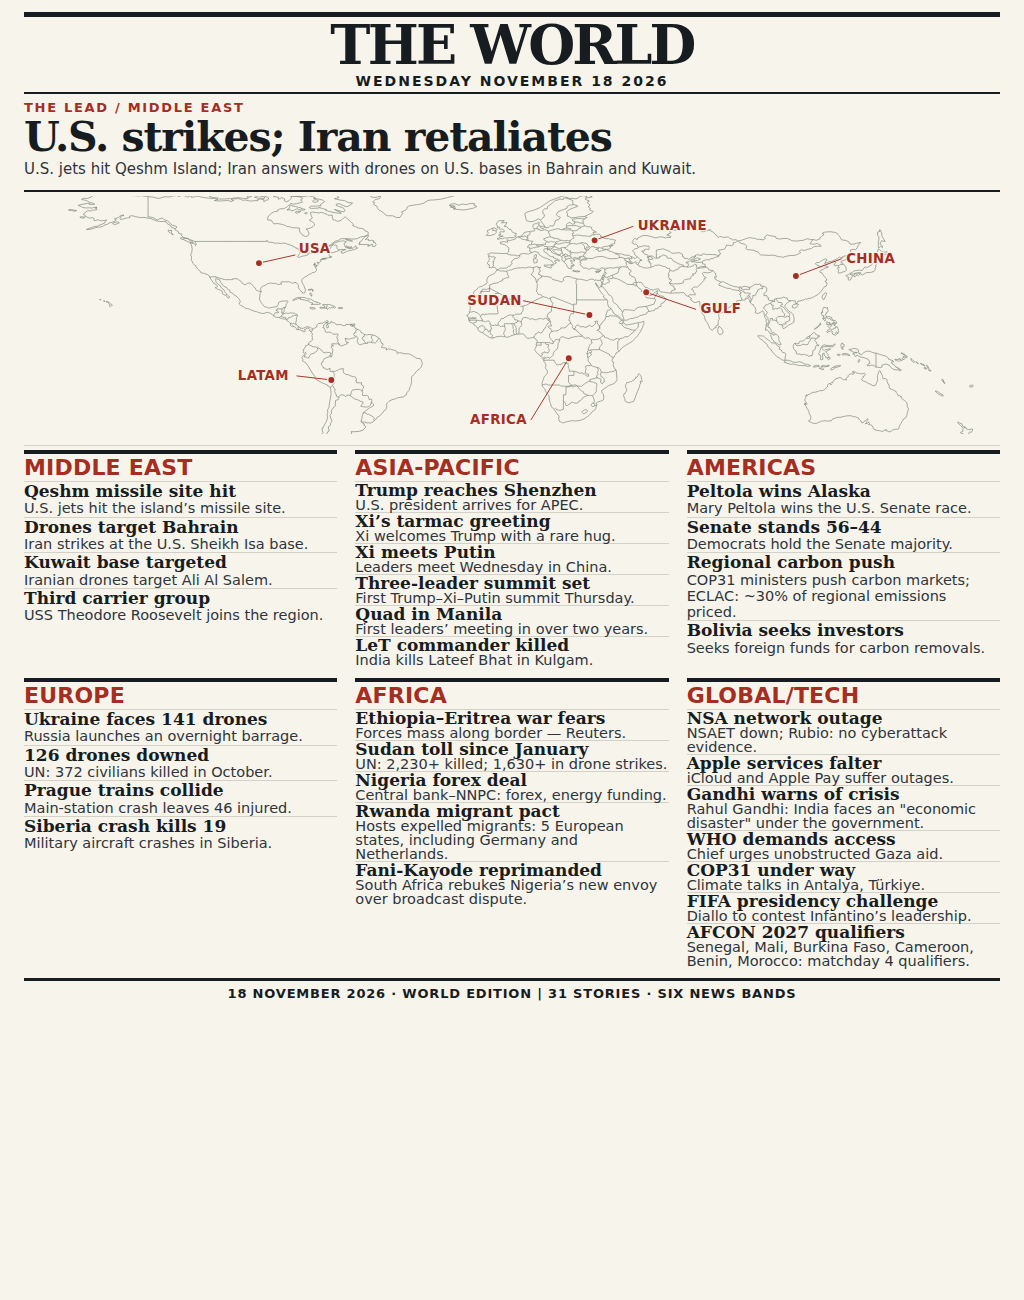 THE WORLD
WEDNESDAY NOVEMBER 18 2026
THE LEAD / MIDDLE EAST
U.S. strikes; Iran retaliates
U.S. jets hit Qeshm Island; Iran answers with drones on U.S. bases in Bahrain and Kuwait.
UKRAINE
USA
CHINA
SUDAN
GULF
LATAM
AFRICA
MIDDLE EAST
Qeshm missile site hit
U.S. jets hit the island’s missile site.
Drones target Bahrain
Iran strikes at the U.S. Sheikh Isa base.
Kuwait base targeted
Iranian drones target Ali Al Salem.
Third carrier group
USS Theodore Roosevelt joins the region.
ASIA-PACIFIC
Trump reaches Shenzhen
U.S. president arrives for APEC.
Xi’s tarmac greeting
Xi welcomes Trump with a rare hug.
Xi meets Putin
Leaders meet Wednesday in China.
Three-leader summit set
First Trump–Xi–Putin summit Thursday.
Quad in Manila
First leaders’ meeting in over two years.
LeT commander killed
India kills Lateef Bhat in Kulgam.
AMERICAS
Peltola wins Alaska
Mary Peltola wins the U.S. Senate race.
Senate stands 56–44
Democrats hold the Senate majority.
Regional carbon push
COP31 ministers push carbon markets;
ECLAC: ~30% of regional emissions
priced.
Bolivia seeks investors
Seeks foreign funds for carbon removals.
EUROPE
Ukraine faces 141 drones
Russia launches an overnight barrage.
126 drones downed
UN: 372 civilians killed in October.
Prague trains collide
Main-station crash leaves 46 injured.
Siberia crash kills 19
Military aircraft crashes in Siberia.
AFRICA
Ethiopia–Eritrea war fears
Forces mass along border — Reuters.
Sudan toll since January
UN: 2,230+ killed; 1,630+ in drone strikes.
Nigeria forex deal
Central bank–NNPC: forex, energy funding.
Rwanda migrant pact
Hosts expelled migrants: 5 European
states, including Germany and
Netherlands.
Fani-Kayode reprimanded
South Africa rebukes Nigeria’s new envoy
over broadcast dispute.
GLOBAL/TECH
NSA network outage
NSAET down; Rubio: no cyberattack
evidence.
Apple services falter
iCloud and Apple Pay suffer outages.
Gandhi warns of crisis
Rahul Gandhi: India faces an "economic
disaster" under the government.
WHO demands access
Chief urges unobstructed Gaza aid.
COP31 under way
Climate talks in Antalya, Türkiye.
FIFA presidency challenge
Diallo to contest Infantino’s leadership.
AFCON 2027 qualifiers
Senegal, Mali, Burkina Faso, Cameroon,
Benin, Morocco: matchday 4 qualifiers.
18 NOVEMBER 2026 · WORLD EDITION | 31 STORIES · SIX NEWS BANDS